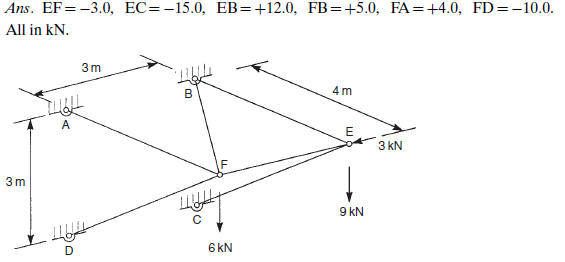 Ans. EF=−3.0, EC=−15.0, EB=+12.0, FB=+5.0, FA=+4.0, FD=−10.0.
All in kN.
3 m
B
4 m
A
E
3 kN
F
3 m
C
9 kN
D
6 kN